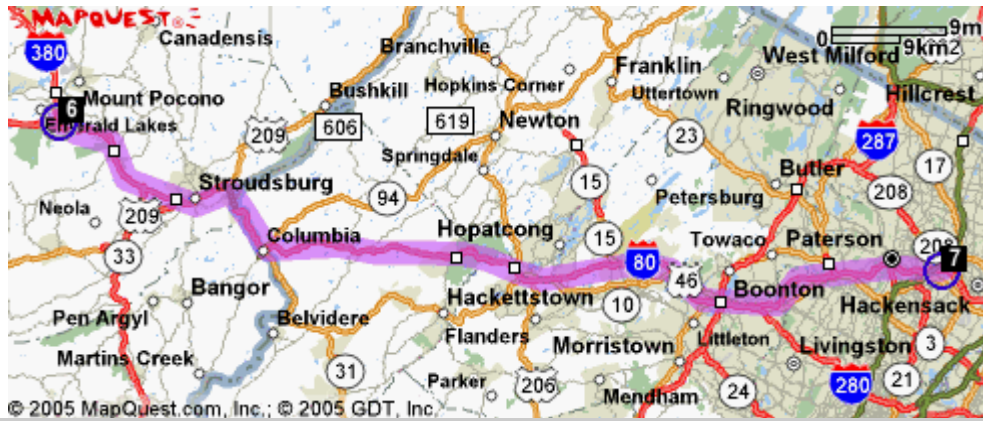 MAPQUEST
380
Canadensis
Branchville
0
9m
9km2
West Milford
Franklin
Hopkins Corner
Uttertown
Hillcrest
Bushkill
Mount Pocono
6
Ringwood
Emerald Lakes
209
606
619
Newton
23
287
17
Springdale
Butler
Stroudsburg
94
15
Petersburg
208
Neola
209
Hopatcong
15
Towaco
Paterson
208
7
33
Columbia
80
46
Bangor
Hackettstown
10
Boonton
Hackensack
Pen Argyl
Belvidere
Flanders
Morristown
Littleton
Livingston
3
Martins Creek
31
Parker
206
Mendham
24
280
21
© 2005 MapQuest.com, Inc.; © 2005 GDT, Inc.